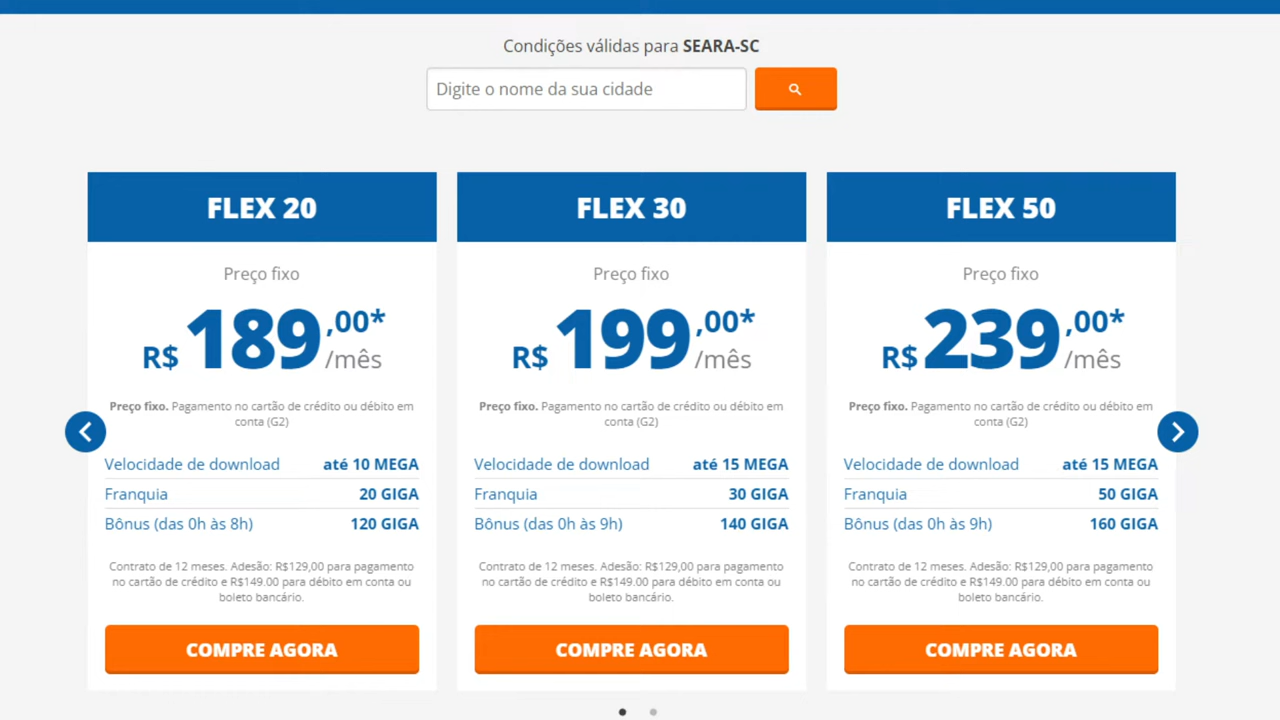 Condições válidas para SEARA-SC
Digite o nome da sua cidade
FLEX 20
Preço fixo
R$ 189,00*
/mês
Preço fixo. Pagamento no cartão de crédito ou débito em
conta (G2)
Velocidade de download até 10 MEGA
Franquia 20 GIGA
Bônus (das 0h às 8h) 120 GIGA
Contrato de 12 meses. Adesão: R$129,00 para pagamento
no cartão de crédito e R$149.00 para débito em conta ou
boleto bancário.
COMPRE AGORA
FLEX 30
Preço fixo
R$ 199,00*
/mês
Preço fixo. Pagamento no cartão de crédito ou débito em
conta (G2)
Velocidade de download até 15 MEGA
Franquia 30 GIGA
Bônus (das 0h às 9h) 140 GIGA
Contrato de 12 meses. Adesão: R$129,00 para pagamento
no cartão de crédito e R$149.00 para débito em conta ou
boleto bancário.
COMPRE AGORA
FLEX 50
Preço fixo
R$ 239,00*
/mês
Preço fixo. Pagamento no cartão de crédito ou débito em
conta (G2)
Velocidade de download até 15 MEGA
Franquia 50 GIGA
Bônus (das 0h às 9h) 160 GIGA
Contrato de 12 meses. Adesão: R$129,00 para pagamento
no cartão de crédito e R$149.00 para débito em conta ou
boleto bancário.
COMPRE AGORA